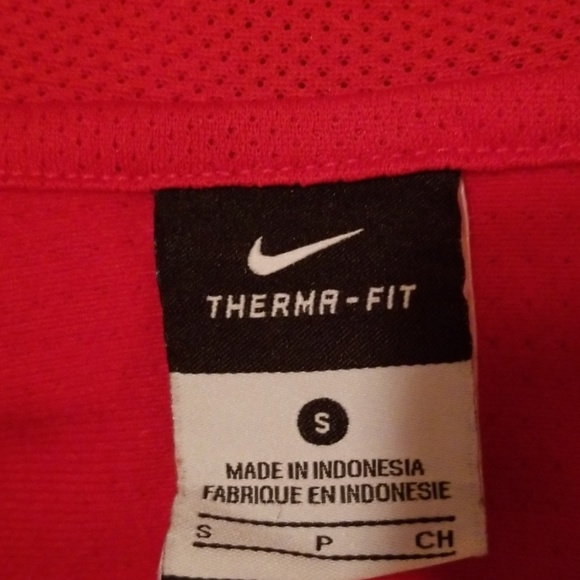 THERMA-FIT
S
MADE IN INDONESIA
FABRIQUE EN INDONESIE
S P CH